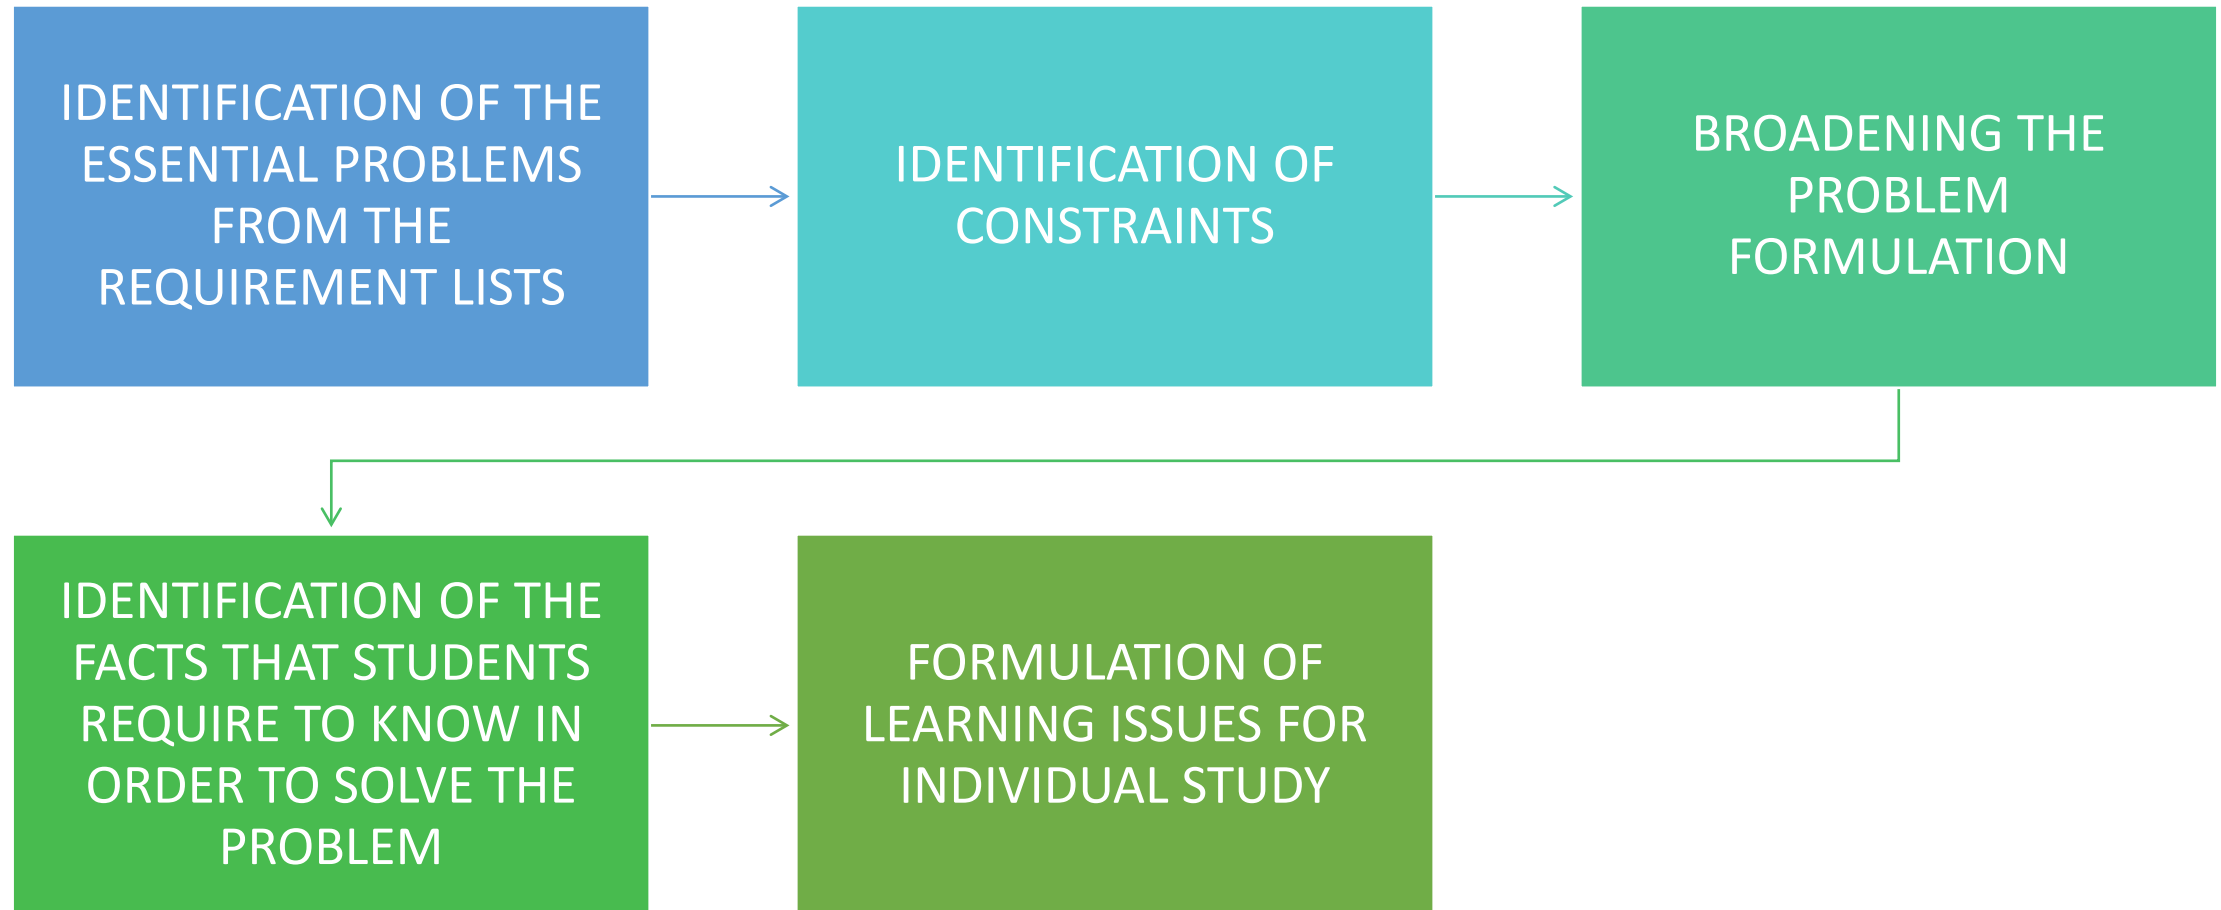 IDENTIFICATION OF THE
ESSENTIAL PROBLEMS
FROM THE
REQUIREMENT LISTS
IDENTIFICATION OF
CONSTRAINTS
BROADENING THE
PROBLEM
FORMULATION
IDENTIFICATION OF THE
FACTS THAT STUDENTS
REQUIRE TO KNOW IN
ORDER TO SOLVE THE
PROBLEM
FORMULATION OF
LEARNING ISSUES FOR
INDIVIDUAL STUDY